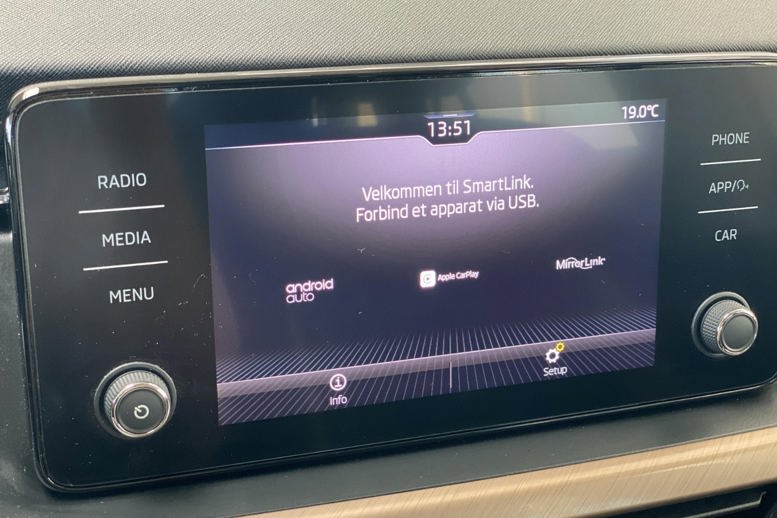 13:51
19.0°C
RADIO
MEDIA
MENU
Velkommen til SmartLink.
Forbind et apparat via USB.
android
auto
Apple CarPlay
MirrorLink
Info
Setup
PHONE
APP/
CAR